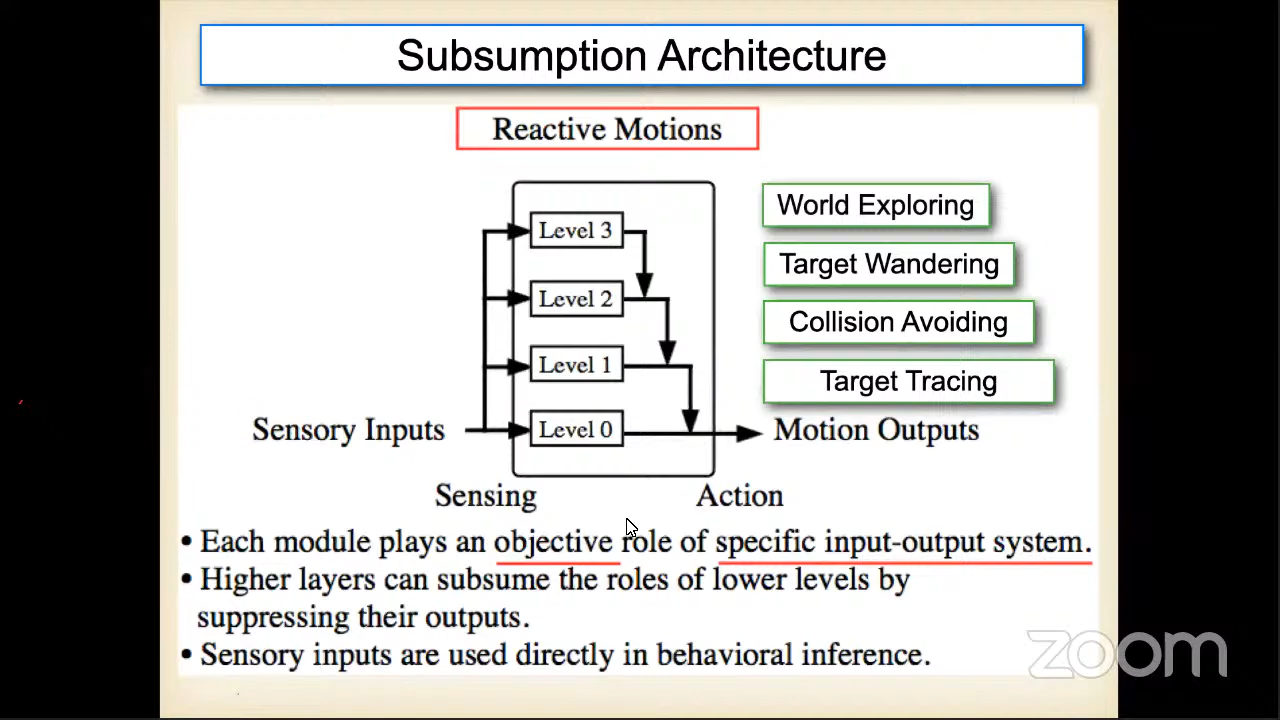 Subsumption Architecture
Reactive Motions
Level 3
World Exploring
Level 2
Target Wandering
Level 1
Collision Avoiding
Target Tracing
Sensory Inputs
Level 0
Motion Outputs
Sensing
Action
• Each module plays an objective role of specific input-output system.
• Higher layers can subsume the roles of lower levels by
suppressing their outputs.
• Sensory inputs are used directly in behavioral inference.
zoom